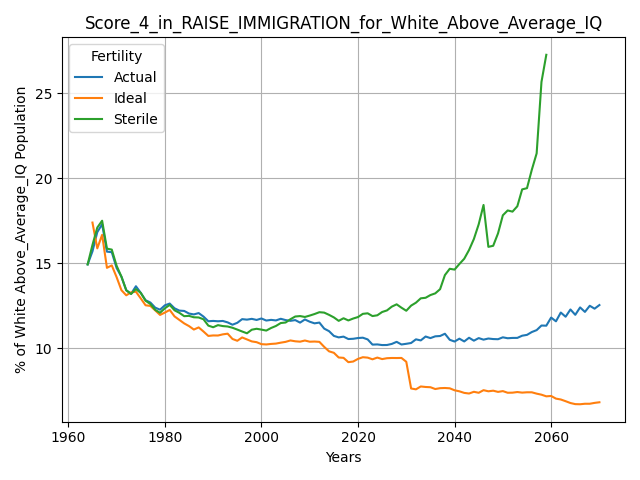 Score_4_in_RAISE_IMMIGRATION_for_White_Above_Average_IQ
% of White Above_Average_IQ Population
25
20
15
10
Fertility
Actual
Ideal
Sterile
1960 1980 2000 2020 2040 2060
Years